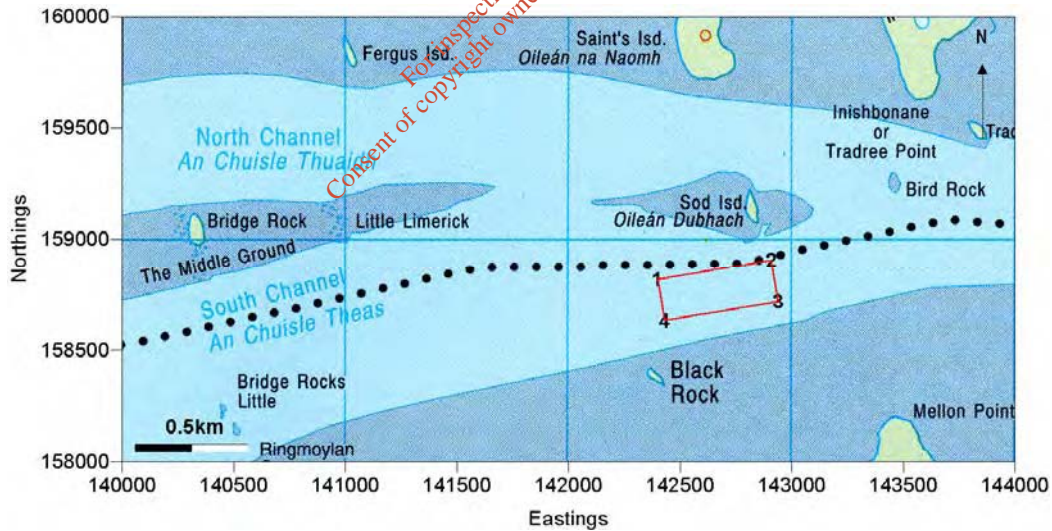 160000
159500
159000
158500
158000
Northings
140000
140500
141000
141500
142000
142500
143000
143500
144000
Eastings
For inspecti
Consent of copyright owne
Fergus Isd.
Saint's Isd.
Oileán na Naomh
N
Inishbonane
or
Tradree Point
Trad
Bird Rock
North Channel
An Chuisle Thuaidh
Bridge Rock
Little Limerick
Sod Isd.
Oileán Dubhach
The Middle Ground
South Channel
An Chuisle Theas
1
2
3
4
Bridge Rocks
Little
Black
Rock
Mellon Point
0.5km
Ringmoylan